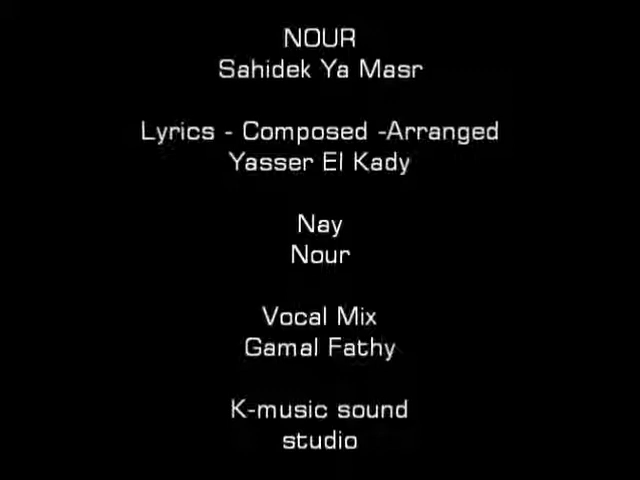 NOUR
Sahidek Ya Masr
Lyrics - Composed -Arranged
Yasser El Kady
Nay
Nour
Vocal Mix
Gamal Fathy
K-music sound
studio